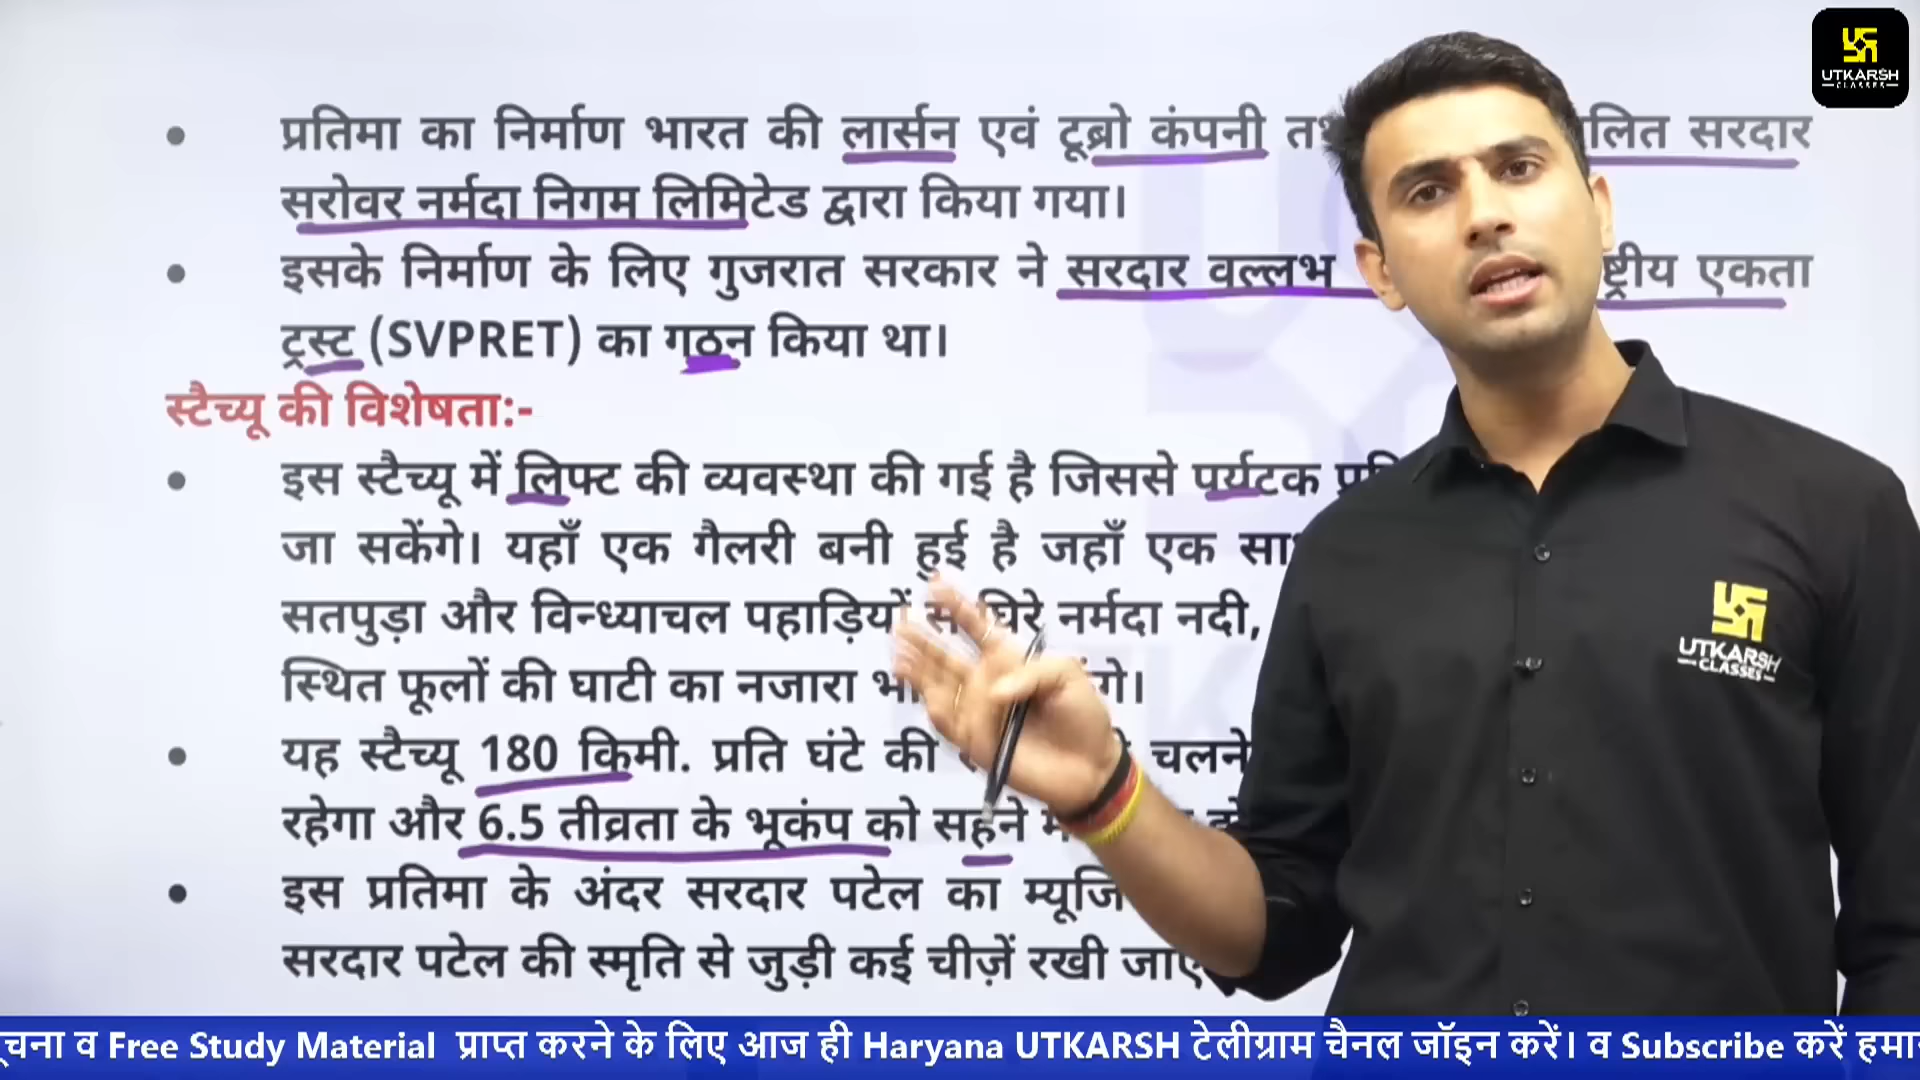 UTKARSH
CLASSES
प्रतिमा का निर्माण भारत की लार्सन एवं टूब्रो कंपनी सरदार
सरोवर नर्मदा निगम लिमिटेड द्वारा किया गया।
इसके निर्माण के लिए गुजरात सरकार ने सरदार वल्लभ एकता
ट्रस्ट (SVPRET) का गठन किया था।
स्टैच्यू की विशेषता:-
इस स्टैच्यू में लिफ्ट की व्यवस्था की गई है जिससे पर्यटक
जा सकेंगे। यहाँ एक गैलरी बनी हुई है जहाँ एक
सतपुड़ा और विन्ध्याचल पहाड़ियों घिरे नर्मदा नदी,
स्थित फूलों की घाटी का नजारा
यह स्टैच्यू 180 किमी. प्रति घंटे की चलने
रहेगा और 6.5 तीव्रता के भूकंप को सहने
इस प्रतिमा के अंदर सरदार पटेल का
सरदार पटेल की स्मृति से जुड़ी कई चीज़ें रखी
UTKARSH
CLASSES
व Free Study Material प्राप्त करने के लिए आज ही Haryana UTKARSH टेलीग्राम चैनल जॉइन करें। व Subscribe करें